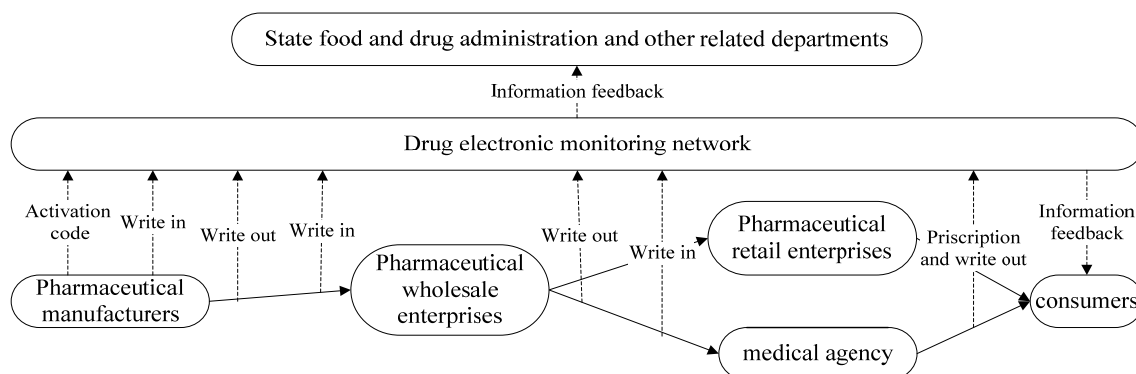 State food and drug administration and other related departments
Information feedback
Drug electronic monitoring network
Activation
code
Write in
Write out
Write in
Write out
Write in
Priscription
and write out
Information
feedback
Pharmaceutical
manufacturers
Pharmaceutical
wholesale
enterprises
Pharmaceutical
retail enterprises
medical agency
consumers